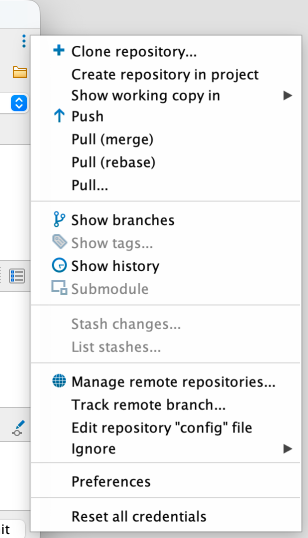 Clone repository...
Create repository in project
Show working copy in
Push
Pull (merge)
Pull (rebase)
Pull...
Show branches
Show tags...
Show history
Submodule
Stash changes...
List stashes...
Manage remote repositories...
Track remote branch...
Edit repository "config" file
Ignore
Preferences
Reset all credentials
it